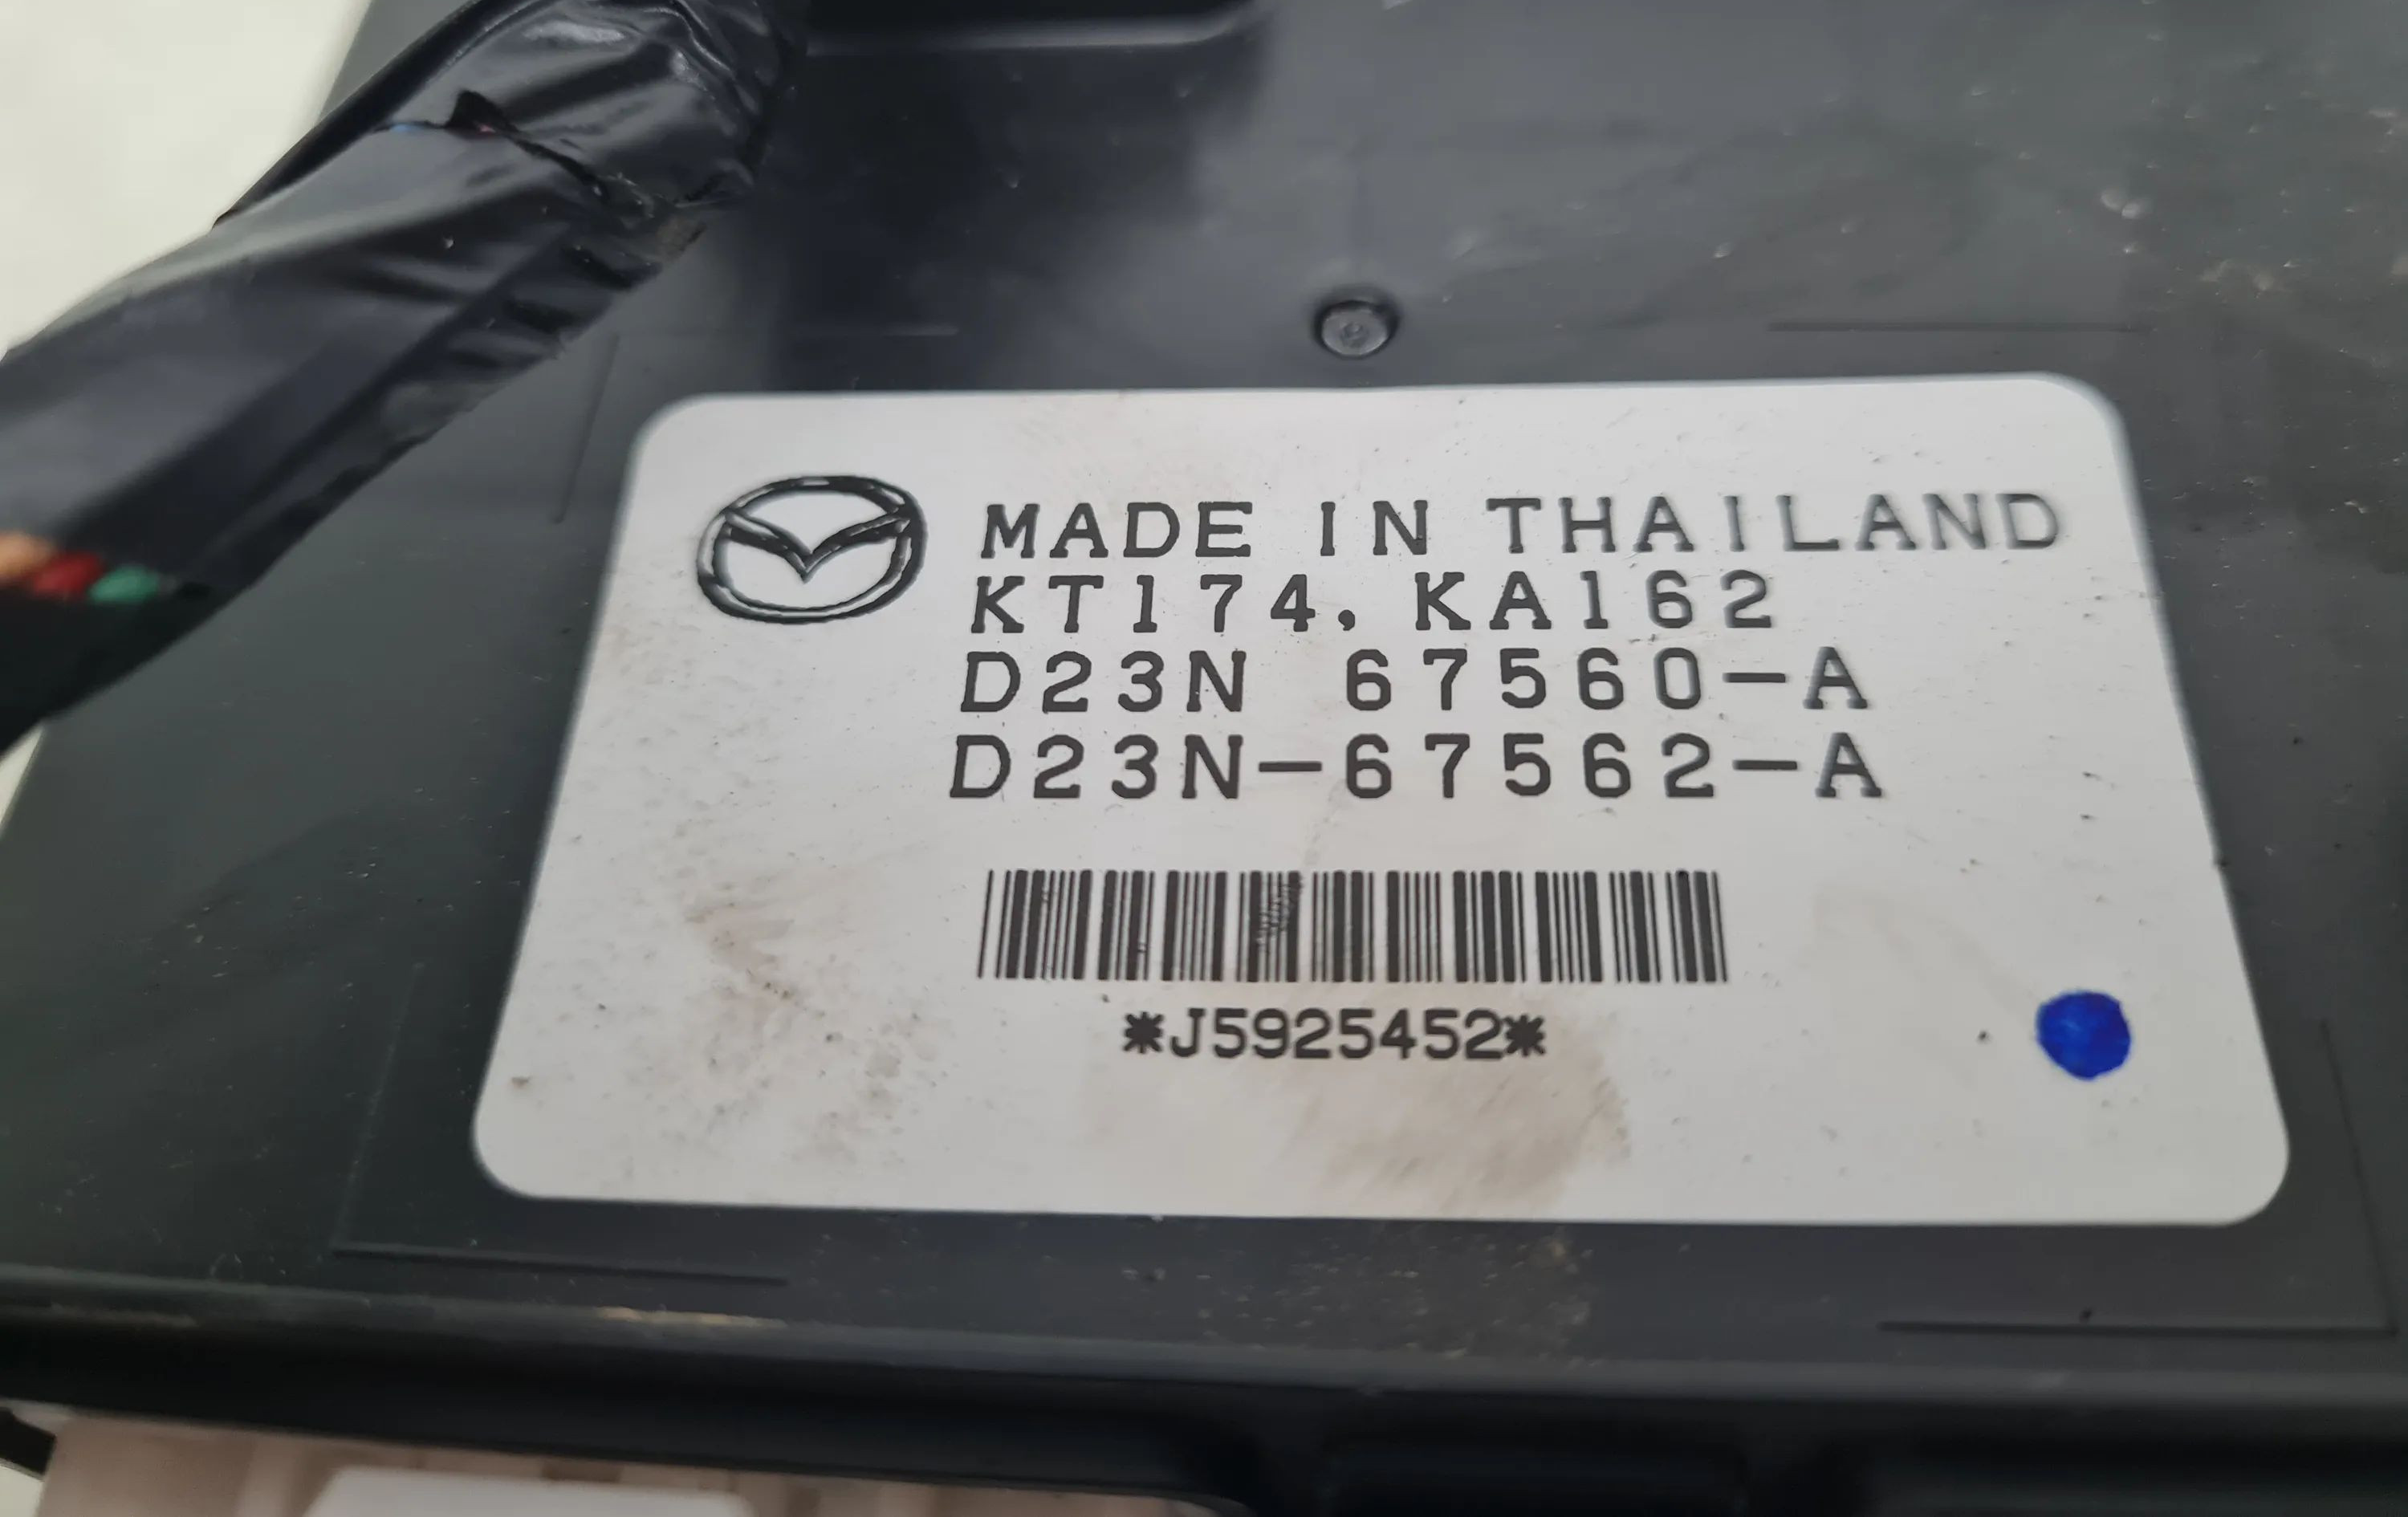 MADE IN THAILAND
KT174, KA162
D23N 67560-A
D23N-67562-A
*J5925452*